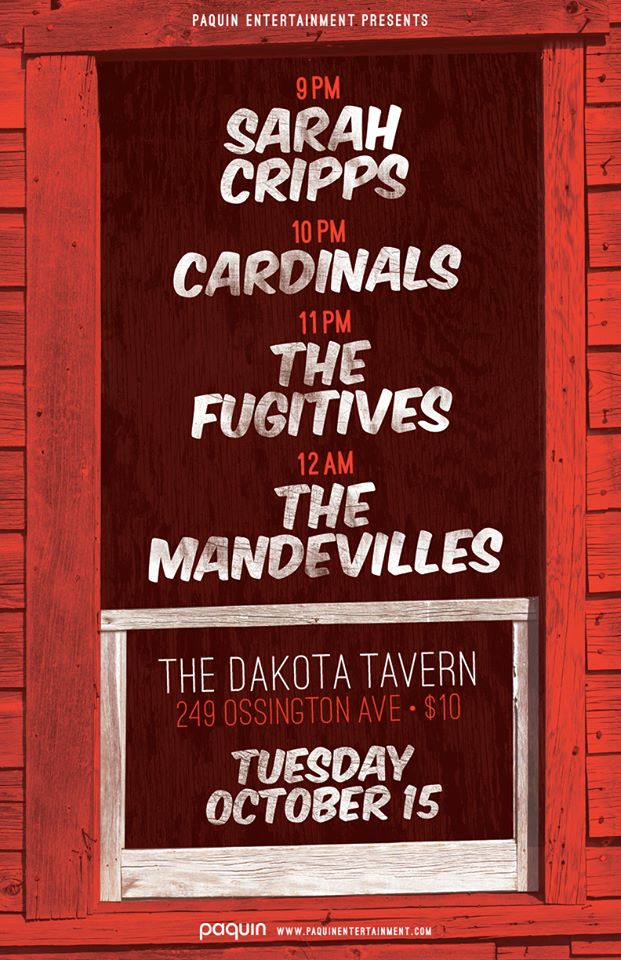 PAQUIN ENTERTAINMENT PRESENTS
9 PM
SARAH
CRIPPS
10 PM
CARDINALS
11 PM
THE
FUGITIVES
12 AM
THE
MANDEVILLES
THE DAKOTA TAVERN
249 OSSINGTON AVE • $10
TUESDAY
OCTOBER 15
paquin WWW.PAQUINENTERTAINMENT.COM